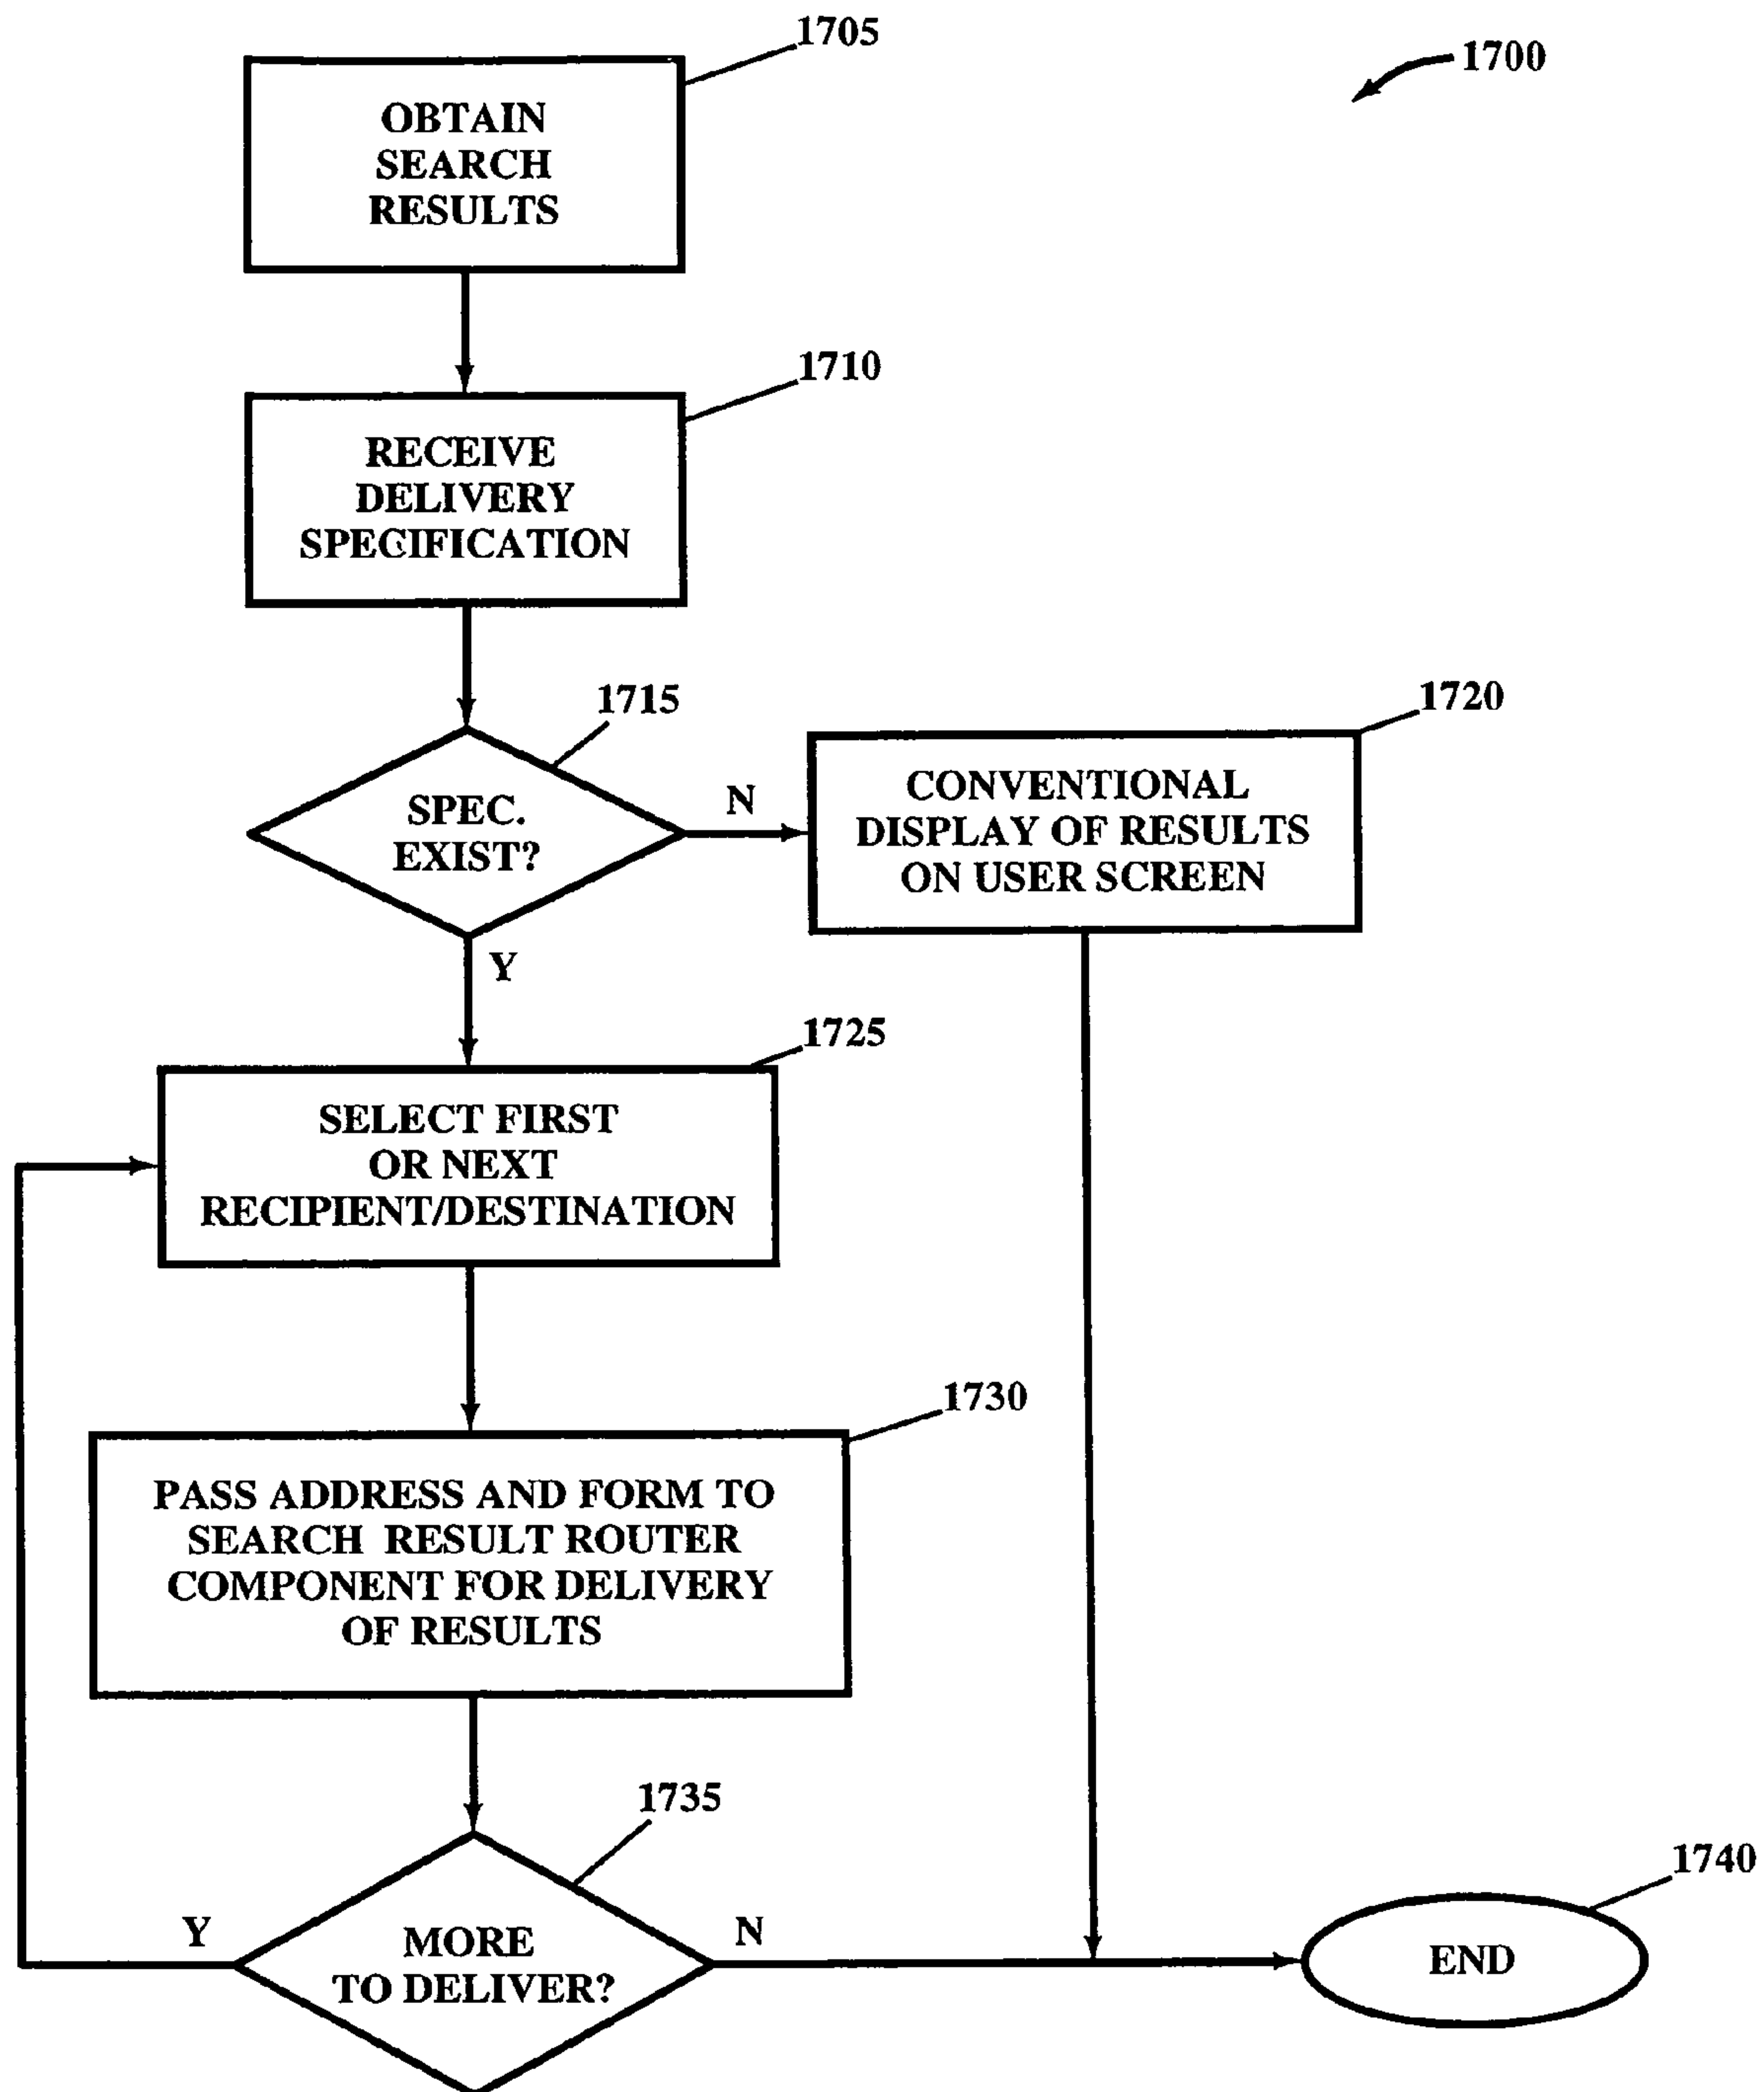 1705
1700
OBTAIN
SEARCH
RESULTS
1710
RECEIVE
DELIVERY
SPECIFICATION
1715
1720
SPEC.
EXIST?
N
CONVENTIONAL
DISPLAY OF RESULTS
ON USER SCREEN
Y
1725
SELECT FIRST
OR NEXT
RECIPIENT/DESTINATION
1730
PASS ADDRESS AND FORM TO
SEARCH RESULT ROUTER
COMPONENT FOR DELIVERY
OF RESULTS
1735
1740
Y
MORE
TO DELIVER?
N
END